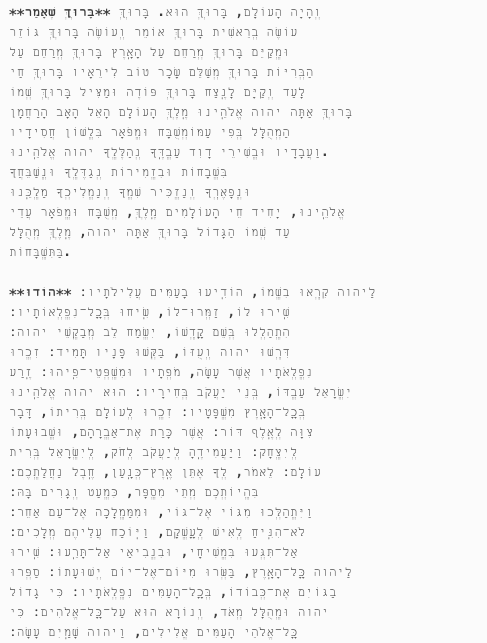 **בָּרוּךְ שֶׁאָמַר** וְהָיָה הָעוֹלָם, בָּרוּךְ הוּא. בָּרוּךְ
עוֹשֶׂה בְרֵאשִׁית בָּרוּךְ אוֹמֵר וְעוֹשֶׂה בָּרוּךְ גּוֹזֵר
וּמְקַיֵּם בָּרוּךְ מְרַחֵם עַל הָאָרֶץ בָּרוּךְ מְרַחֵם עַל
הַבְּרִיּוֹת בָּרוּךְ מְשַׁלֵּם שָׂכָר טוֹב לִירֵאָיו בָּרוּךְ חַי
לָעַד וְקַיָּם לָנֶצַח בָּרוּךְ פּוֹדֶה וּמַצִּיל בָּרוּךְ שְׁמוֹ
בָּרוּךְ אַתָּה יהוה אֱלֹהֵינוּ מֶלֶךְ הָעוֹלָם הָאֵל הָאָב הָרַחֲמָן
הַמְהֻלָּל בְּפִי עַמּוֹמְשֻׁבָּח וּמְפֹאָר בִּלְשׁוֹן חֲסִידָיו
וַעֲבָדָיו וּבְשִׁירֵי דָוִד עַבְדֶּךָ נְהַלֶּלְךָ יהוה אֱלֹהֵינוּ.
בִּשְׁבָחוֹת וּבִזְמִירוֹת נְגַדֶּלְךָ וּנְשַׁבֵּחֲךָ
וּנְפָאֶרְךָ וְנַזְכִּיר שִׁמְךָ וְנַמְלִיכְךָ מַלְכֵּנוּ
אֱלֹהֵינוּ, יָחִיד חֵי הָעוֹלָמִים מֶלֶךְ, מְשֻׁבָּח וּמְפֹאָר עֲדֵי
עַד שְׁמוֹ הַגָּדוֹל בָּרוּךְ אַתָּה יהוה, מֶלֶךְ מְהֻלָּל
בַּתִּשְׁבָּחוֹת.
**הוֹדוּ** לַיהוה קִרְאוּ בִשְׁמוֹ, הוֹדִיעוּ בָעַמִּים עֲלִילֹתָיו׃
שִׁירוּ לוֹ, זַמְּרוּ־לוֹ, שִׂיחוּ בְּכָל־נִפְלְאוֹתָיו׃
הִתְהַלְלוּ בְּשֵׁם קָדְשׁוֹ, יִשְׂמַח לֵב מְבַקְשֵׁי יהוה׃
דִּרְשׁוּ יהוה וְעֻזּוֹ, בַּקְּשׁוּ פָנָיו תָּמִיד׃ זִכְרוּ
נִפְלְאֹתָיו אֲשֶׁר עָשָׂה, מֹפְתָיו וּמִשְׁפְּטֵי־פִיהוּ׃ זֶרַע
יִשְׂרָאֵל עַבְדּוֹ, בְּנֵי יַעֲקֹב בְּחִירָיו׃ הוּא יהוה אֱלֹהֵינוּ
בְּכָל־הָאָרֶץ מִשְׁפָּטָיו׃ זִכְרוּ לְעוֹלָם בְּרִיתוֹ, דָּבָר
צִוָּה לְאֶלֶף דּוֹר׃ אֲשֶׁר כָּרַת אֶת־אַבְרָהָם, וּשְׁבוּעָתוֹ
לְיִצְחָק׃ וַיַּעֲמִידֶהָ לְיַעֲקֹב לְחֹק, לְיִשְׂרָאֵל בְּרִית
עוֹלָם׃ לֵאמֹר, לְךָ אֶתֵּן אֶרֶץ־כְּנָעַן, חֶבֶל נַחֲלַתְכֶם׃
בִּהְיוֹתְכֶם מְתֵי מִסְפָּר, כִּמְעַט וְגָרִים בָּהּ׃
וַיִּתְהַלְּכוּ מִגּוֹי אֶל־גּוֹי, וּמִמַּמְלָכָה אֶל־עַם אַחֵר׃
לֹא־הִנִּיחַ לְאִישׁ לְעָשְׁקָם, וַיּוֹכַח עֲלֵיהֶם מְלָכִים׃
אַל־תִּגְּעוּ בִּמְשִׁיחָי, וּבִנְבִיאַי אַל־תָּרֵעוּ׃ שִׁירוּ
לַיהוה כָּל־הָאָרֶץ, בַּשְּׂרוּ מִיּוֹם־אֶל־יוֹם יְשׁוּעָתוֹ׃ סַפְּרוּ
בַגּוֹיִם אֶת־כְּבוֹדוֹ, בְּכָל־הָעַמִּים נִפְלְאֹתָיו׃ כִּי גָדוֹל
יהוה וּמְהֻלָּל מְאֹד, וְנוֹרָא הוּא עַל־כָּל־אֱלֹהִים׃ כִּי
כָּל־אֱלֹהֵי הָעַמִּים אֱלִילִים, וַיהוה שָׁמַיִם עָשָׂה׃